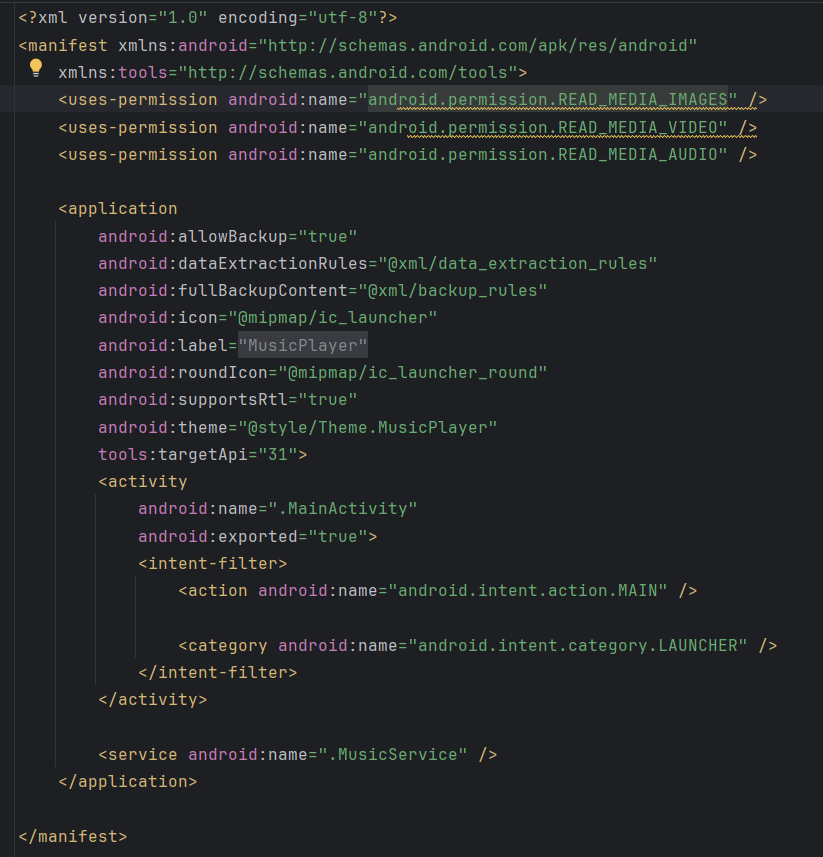 <?xml version="1.0" encoding="utf-8"?>
<manifest xmlns:android="http://schemas.android.com/apk/res/android"
    xmlns:tools="http://schemas.android.com/tools">
    <uses-permission android:name="android.permission.READ_MEDIA_IMAGES" />
    <uses-permission android:name="android.permission.READ_MEDIA_VIDEO" />
    <uses-permission android:name="android.permission.READ_MEDIA_AUDIO" />

    <application
        android:allowBackup="true"
        android:dataExtractionRules="@xml/data_extraction_rules"
        android:fullBackupContent="@xml/backup_rules"
        android:icon="@mipmap/ic_launcher"
        android:label="MusicPlayer"
        android:roundIcon="@mipmap/ic_launcher_round"
        android:supportsRtl="true"
        android:theme="@style/Theme.MusicPlayer"
        tools:targetApi="31">
        <activity
            android:name=".MainActivity"
            android:exported="true">
            <intent-filter>
                <action android:name="android.intent.action.MAIN" />

                <category android:name="android.intent.category.LAUNCHER" />
            </intent-filter>
        </activity>

        <service android:name=".MusicService" />
    </application>

</manifest>